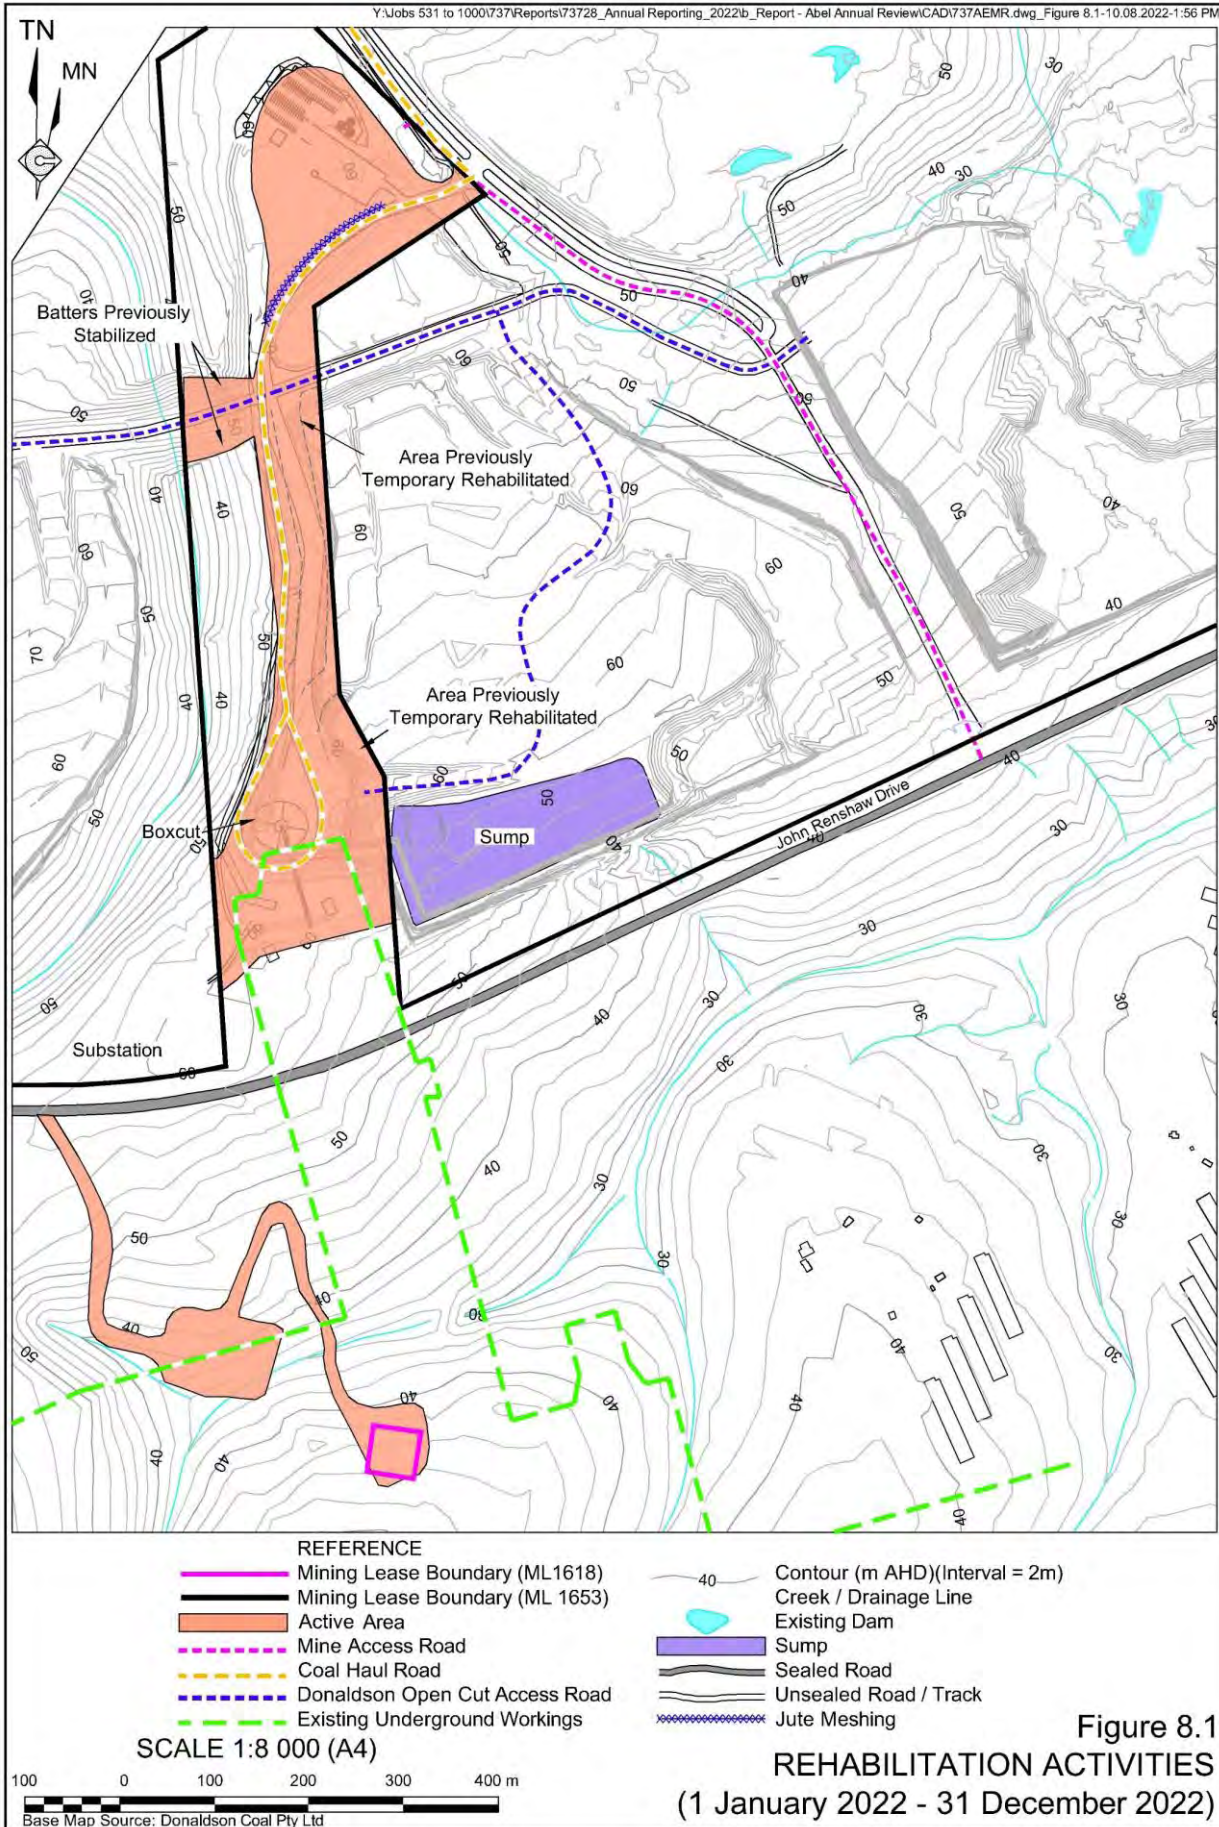 Y:\Jobs 531 to 1000\737\Reports\73728_Annual Reporting_2022\b_Report - Abel Annual Review\CAD\737AEMR.dwg_Figure 8.1-10.08.2022-1:56 PM
TN
MN
Batters Previously
Stabilized
Area Previously
Temporary Rehabilitated
Area Previously
Temporary Rehabilitated
Boxcut
Sump
John Renshaw Drive
Substation
REFERENCE
Mining Lease Boundary (ML1618)
Mining Lease Boundary (ML 1653)
Active Area
Mine Access Road
Coal Haul Road
Donaldson Open Cut Access Road
Existing Underground Workings
40
Contour (m AHD)(Interval = 2m)
Creek / Drainage Line
Existing Dam
Sump
Sealed Road
Unsealed Road / Track
Jute Meshing
SCALE 1:8 000 (A4)
100 0 100 200 300 400 m
Base Map Source: Donaldson Coal Pty Ltd
Figure 8.1
REHABILITATION ACTIVITIES
(1 January 2022 - 31 December 2022)